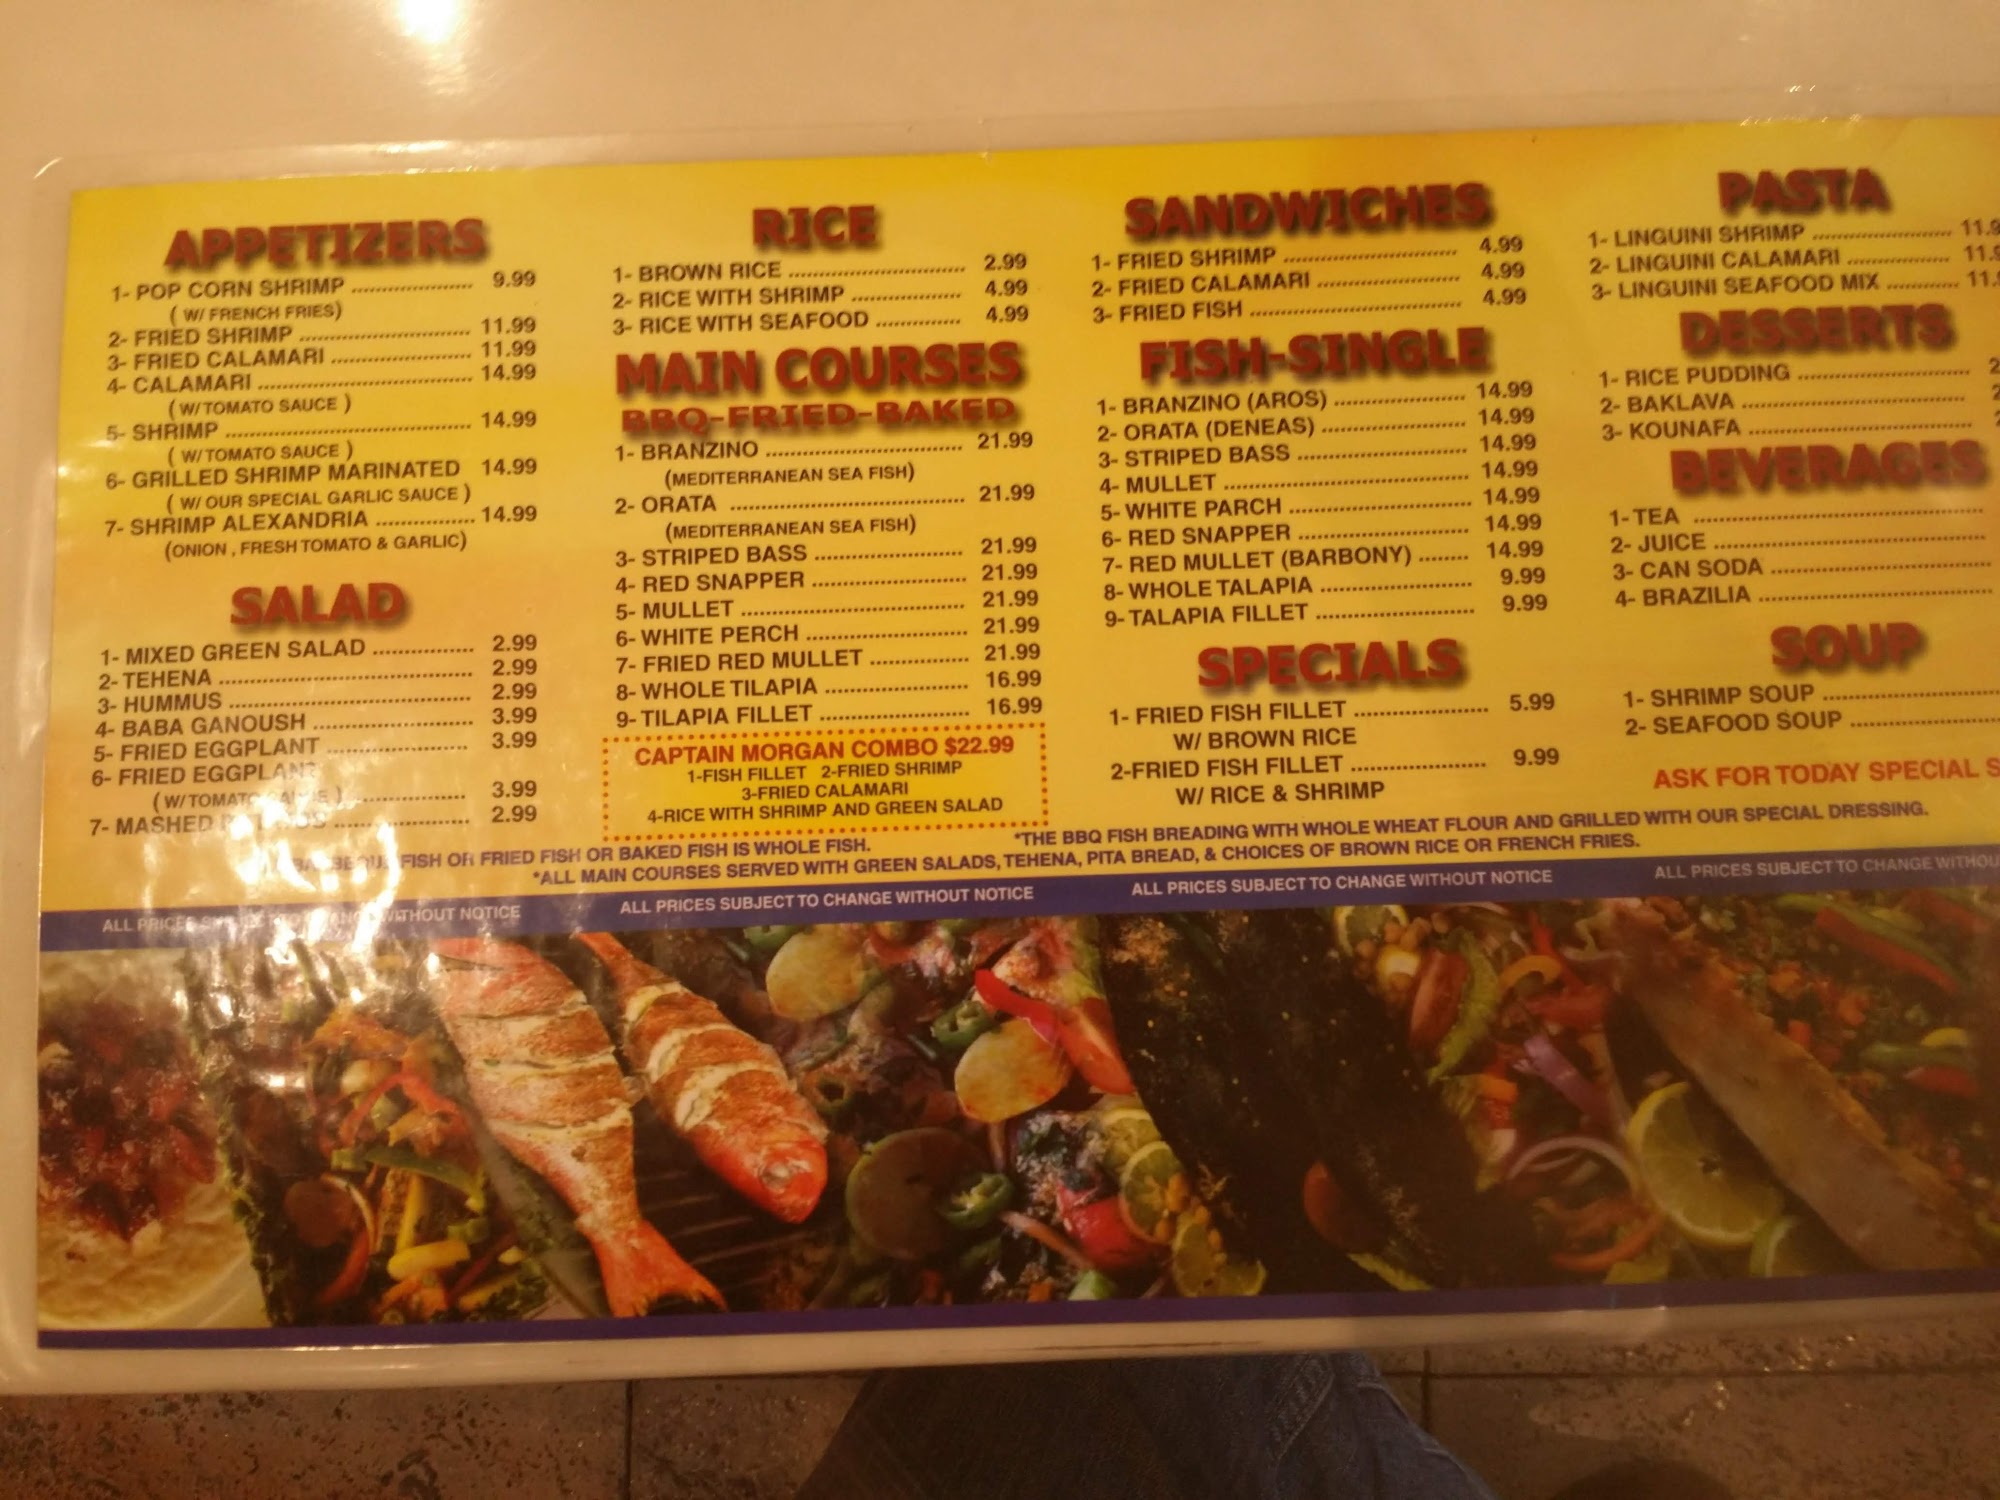 APPETIZERS
1- POP CORN SHRIMP .................... 9.99
( W/ FRENCH FRIES)
2- FRIED SHRIMP .............................. 11.99
3- FRIED CALAMARI ....................... 11.99
4- CALAMARI .................................... 14.99
( W/ TOMATO SAUCE )
5- SHRIMP ......................................... 14.99
( W/ TOMATO SAUCE )
6- GRILLED SHRIMP MARINATED 14.99
( W/ OUR SPECIAL GARLIC SAUCE )
7- SHRIMP ALEXANDRIA ................ 14.99
(ONION , FRESH TOMATO & GARLIC)
SALAD
1- MIXED GREEN SALAD ................. 2.99
2- TEHENA .......................................... 2.99
3- HUMMUS ........................................ 2.99
4- BABA GANOUSH .......................... 3.99
5- FRIED EGGPLANT ....................... 3.99
6- FRIED EGGPLANT
( W/ TOMATO ) .................. 3.99
7- MASHED ....................... 2.99
RICE
1- BROWN RICE ............................. 2.99
2- RICE WITH SHRIMP .................. 4.99
3- RICE WITH SEAFOOD .............. 4.99
MAIN COURSES
BBQ-FRIED-BAKED
1- BRANZINO ................................. 21.99
(MEDITERRANEAN SEA FISH)
2- ORATA ....................................... 21.99
(MEDITERRANEAN SEA FISH)
3- STRIPED BASS ......................... 21.99
4- RED SNAPPER .......................... 21.99
5- MULLET ..................................... 21.99
6- WHITE PERCH ........................... 21.99
7- FRIED RED MULLET ................ 21.99
8- WHOLE TILAPIA ........................ 16.99
9- TILAPIA FILLET ......................... 16.99
CAPTAIN MORGAN COMBO $22.99
1-FISH FILLET 2-FRIED SHRIMP
3-FRIED CALAMARI
4-RICE WITH SHRIMP AND GREEN SALAD
SANDWICHES
1- FRIED SHRIMP ............................ 4.99
2- FRIED CALAMARI ....................... 4.99
3- FRIED FISH .................................. 4.99
FISH-SINGLE
1- BRANZINO (AROS) ..................... 14.99
2- ORATA (DENEAS) ....................... 14.99
3- STRIPED BASS ........................... 14.99
4- MULLET ....................................... 14.99
5- WHITE PARCH ............................. 14.99
6- RED SNAPPER ............................ 14.99
7- RED MULLET (BARBONY) ........ 14.99
8- WHOLE TALAPIA ........................ 9.99
9- TALAPIA FILLET .......................... 9.99
SPECIALS
1- FRIED FISH FILLET ..................... 5.99
W/ BROWN RICE
2-FRIED FISH FILLET ...................... 9.99
W/ RICE & SHRIMP
PASTA
1- LINGUINI SHRIMP ........................ 11.9
2- LINGUINI CALAMARI ................. 11.9
3- LINGUINI SEAFOOD MIX ............ 11.
DESSERTS
1- RICE PUDDING ............................ 2
2- BAKLAVA .....................................
3- KOUNAFA ....................................
BEVERAGES
1- TEA ...............................................
2- JUICE ............................................
3- CAN SODA ...................................
4- BRAZILIA .....................................
SOUP
1- SHRIMP SOUP .............................
2- SEAFOOD SOUP .........................
ASK FOR TODAY SPECIAL S
FISH OR FRIED FISH OR BAKED FISH IS WHOLE FISH.
*THE BBQ FISH BREADING WITH WHOLE WHEAT FLOUR AND GRILLED WITH OUR SPECIAL DRESSING.
*ALL MAIN COURSES SERVED WITH GREEN SALADS, TEHENA, PITA BREAD, & CHOICES OF BROWN RICE OR FRENCH FRIES.
ALL PRICES WITHOUT NOTICE
ALL PRICES SUBJECT TO CHANGE WITHOUT NOTICE
ALL PRICES SUBJECT TO CHANGE WITHOUT NOTICE
ALL PRICES SUBJECT TO CHANGE WITHOU